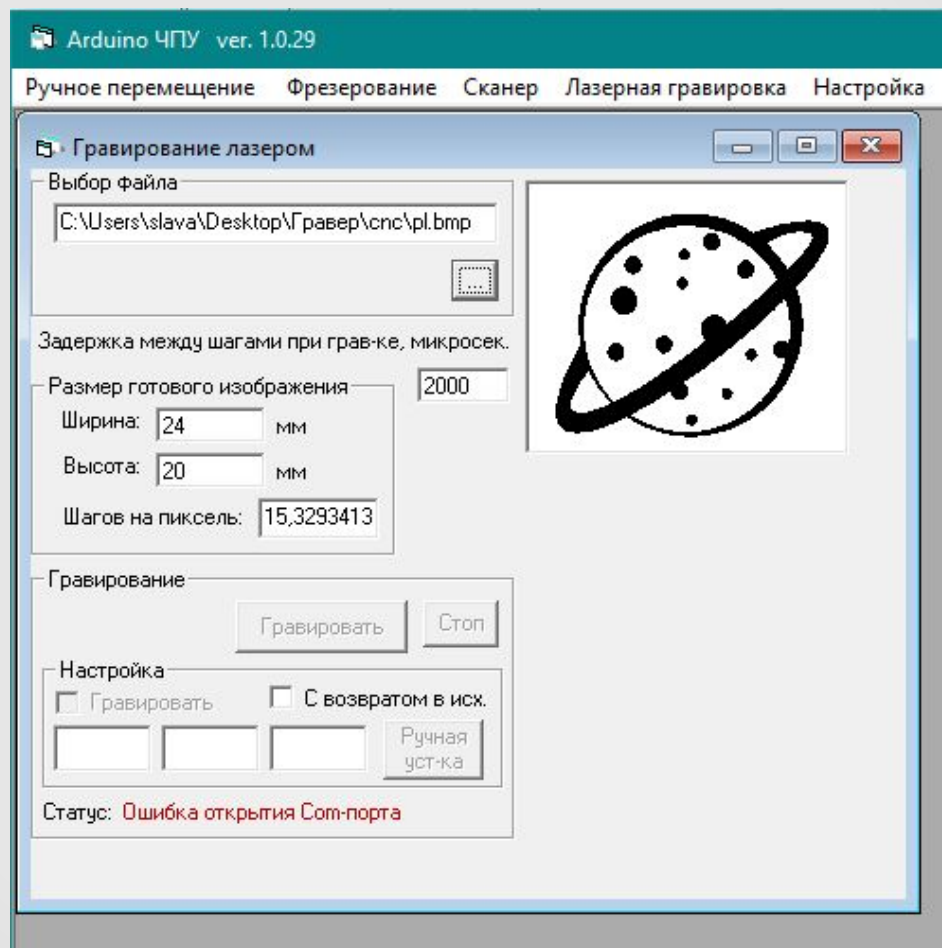 Arduino ЧПУ ver. 1.0.29
Ручное перемещение Фрезерование Сканер Лазерная гравировка Настройка
Гравирование лазером
Выбор файла
C:\Users\slava\Desktop\Гравер\cnc\pl.bmp
...
Задержка между шагами при грав-ке, микросек.
2000
Размер готового изображения
Ширина: 24 мм
Высота: 20 мм
Шагов на пиксель: 15,3293413
Гравирование
Гравировать Стоп
Настройка
Гравировать С возвратом в исх.
Ручная
уст-ка
Статус: Ошибка открытия Com-порта